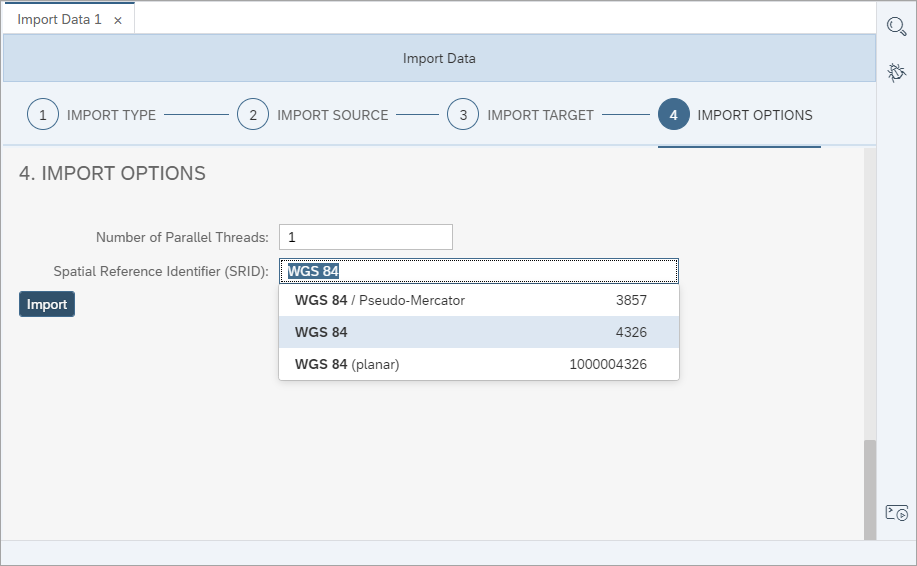 Import Data 1 ×
Import Data
1 IMPORT TYPE 2 IMPORT SOURCE 3 IMPORT TARGET 4 IMPORT OPTIONS
4. IMPORT OPTIONS
Number of Parallel Threads: 1
Spatial Reference Identifier (SRID): WGS 84
Import
WGS 84 / Pseudo-Mercator 3857
WGS 84 4326
WGS 84 (planar) 1000004326